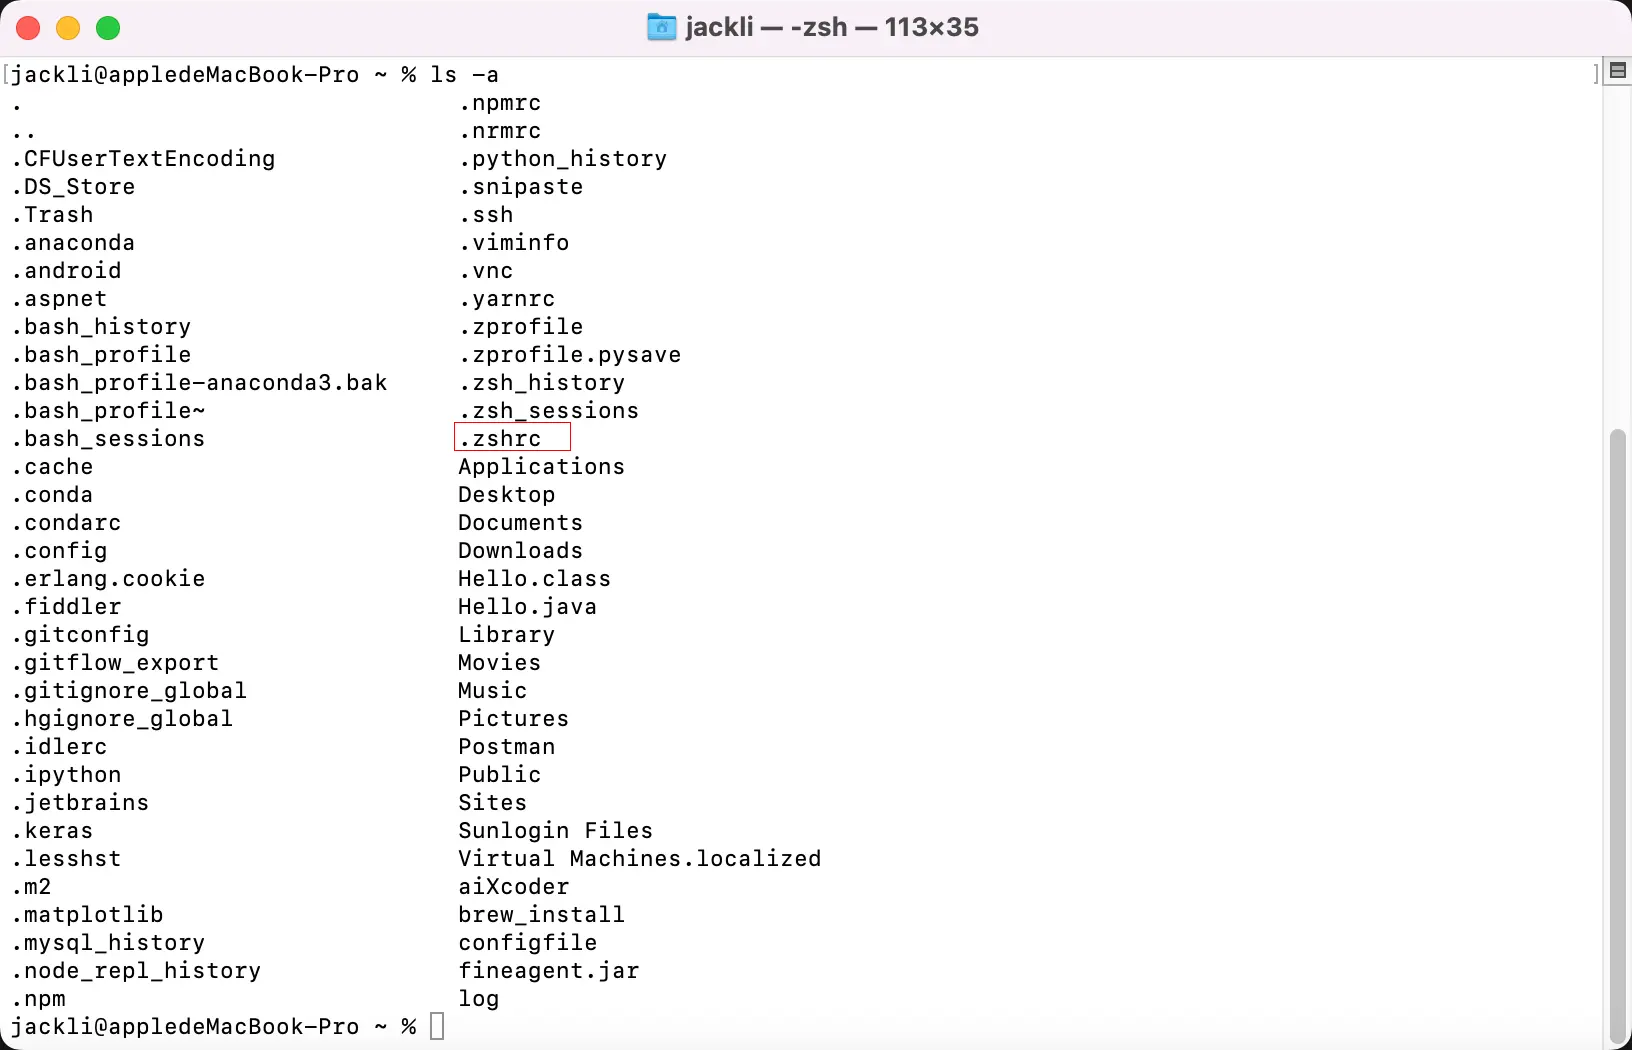 jackli — -zsh — 113×35
jackli@appledeMacBook-Pro ~ % ls -a
. .npmrc
.. .nrmrc
.CFUserTextEncoding .python_history
.DS_Store .snipaste
.Trash .ssh
.anaconda .viminfo
.android .vnc
.aspnet .yarnrc
.bash_history .zprofile
.bash_profile .zprofile.pysave
.bash_profile-anaconda3.bak .zsh_history
.bash_profile~ .zsh_sessions
.bash_sessions .zshrc
.cache Applications
.conda Desktop
.condarc Documents
.config Downloads
.erlang.cookie Hello.class
.fiddler Hello.java
.gitconfig Library
.gitflow_export Movies
.gitignore_global Music
.hgignore_global Pictures
.idlerc Postman
.ipython Public
.jetbrains Sites
.keras Sunlogin Files
.lesshst Virtual Machines.localized
.m2 aiXcoder
.matplotlib brew_install
.mysql_history configfile
.node_repl_history fineagent.jar
.npm log
jackli@appledeMacBook-Pro ~ %